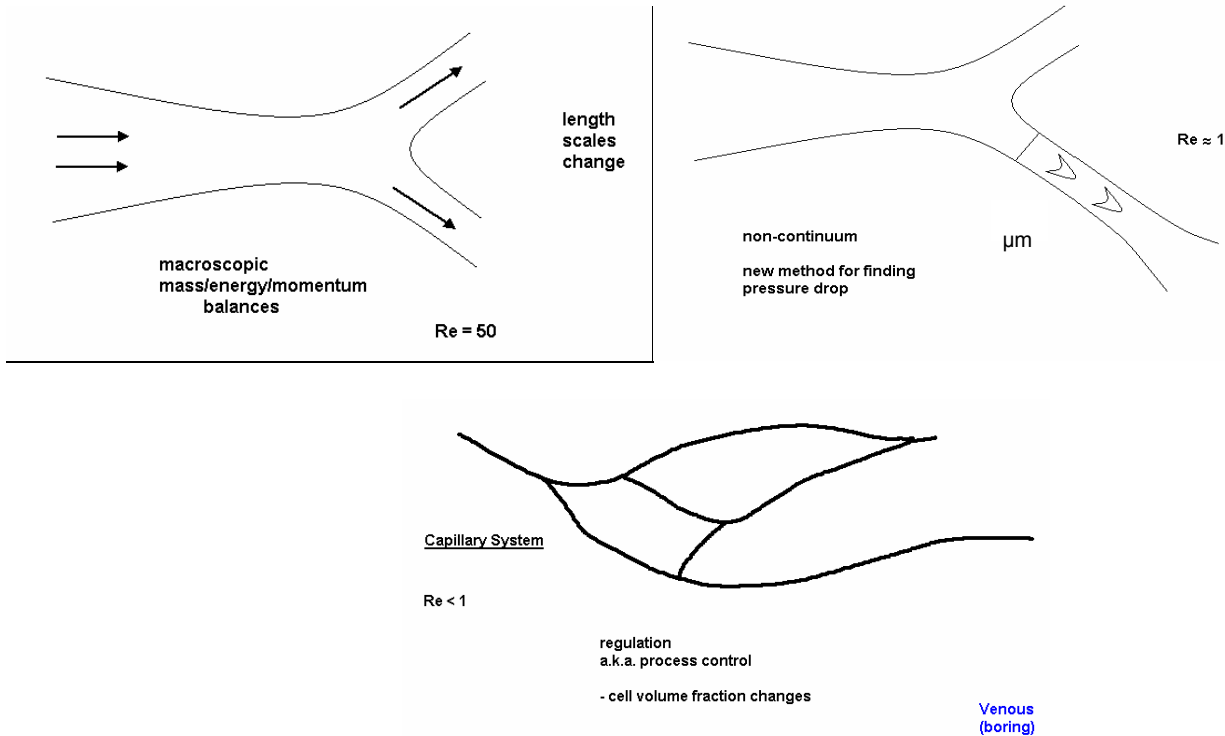 length
scales
change
macroscopic
mass/energy/momentum
balances
Re = 50
Re ≈ 1
µm
non-continuum
new method for finding
pressure drop
Capillary System
Re < 1
regulation
a.k.a. process control
- cell volume fraction changes
Venous
(boring)